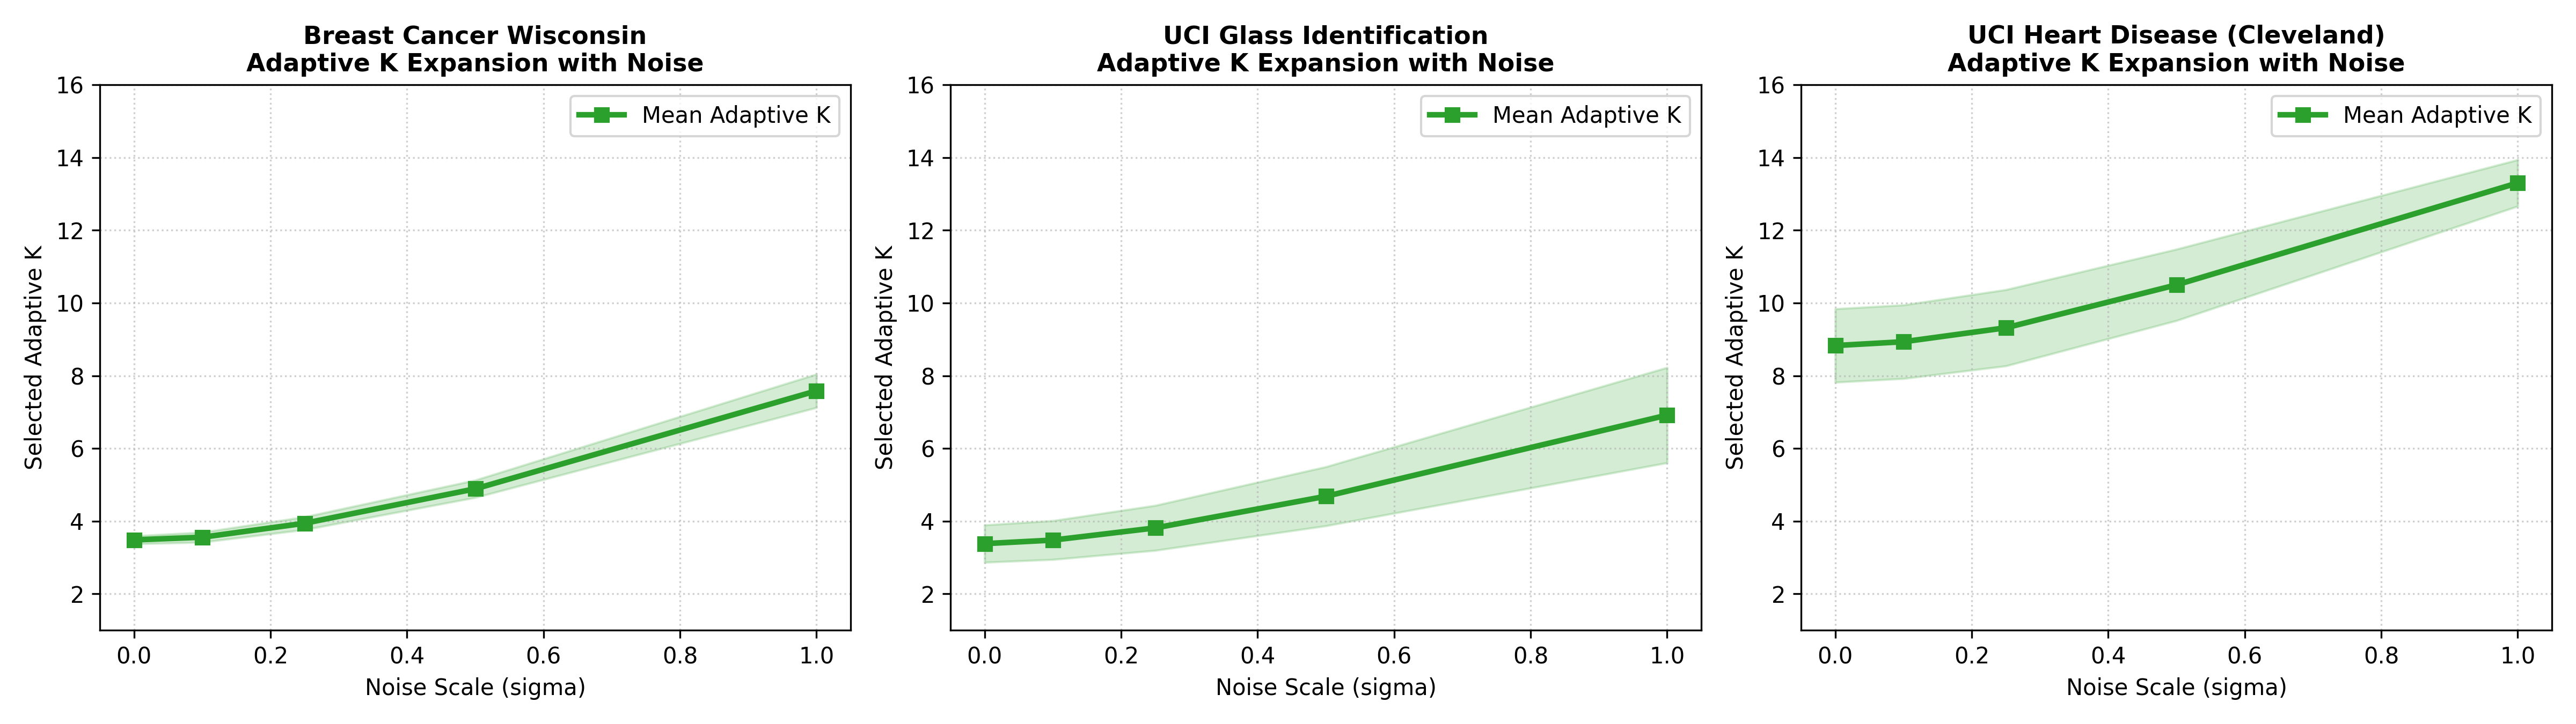 Breast Cancer Wisconsin
Adaptive K Expansion with Noise
Mean Adaptive K
Selected Adaptive K
16
14
12
10
8
6
4
2
0.0 0.2 0.4 0.6 0.8 1.0
Noise Scale (sigma)
UCI Glass Identification
Adaptive K Expansion with Noise
Mean Adaptive K
Selected Adaptive K
16
14
12
10
8
6
4
2
0.0 0.2 0.4 0.6 0.8 1.0
Noise Scale (sigma)
UCI Heart Disease (Cleveland)
Adaptive K Expansion with Noise
Mean Adaptive K
Selected Adaptive K
16
14
12
10
8
6
4
2
0.0 0.2 0.4 0.6 0.8 1.0
Noise Scale (sigma)